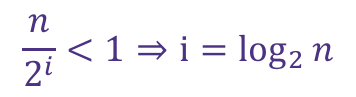 n/2^i < 1 ⇒ i = log₂ n